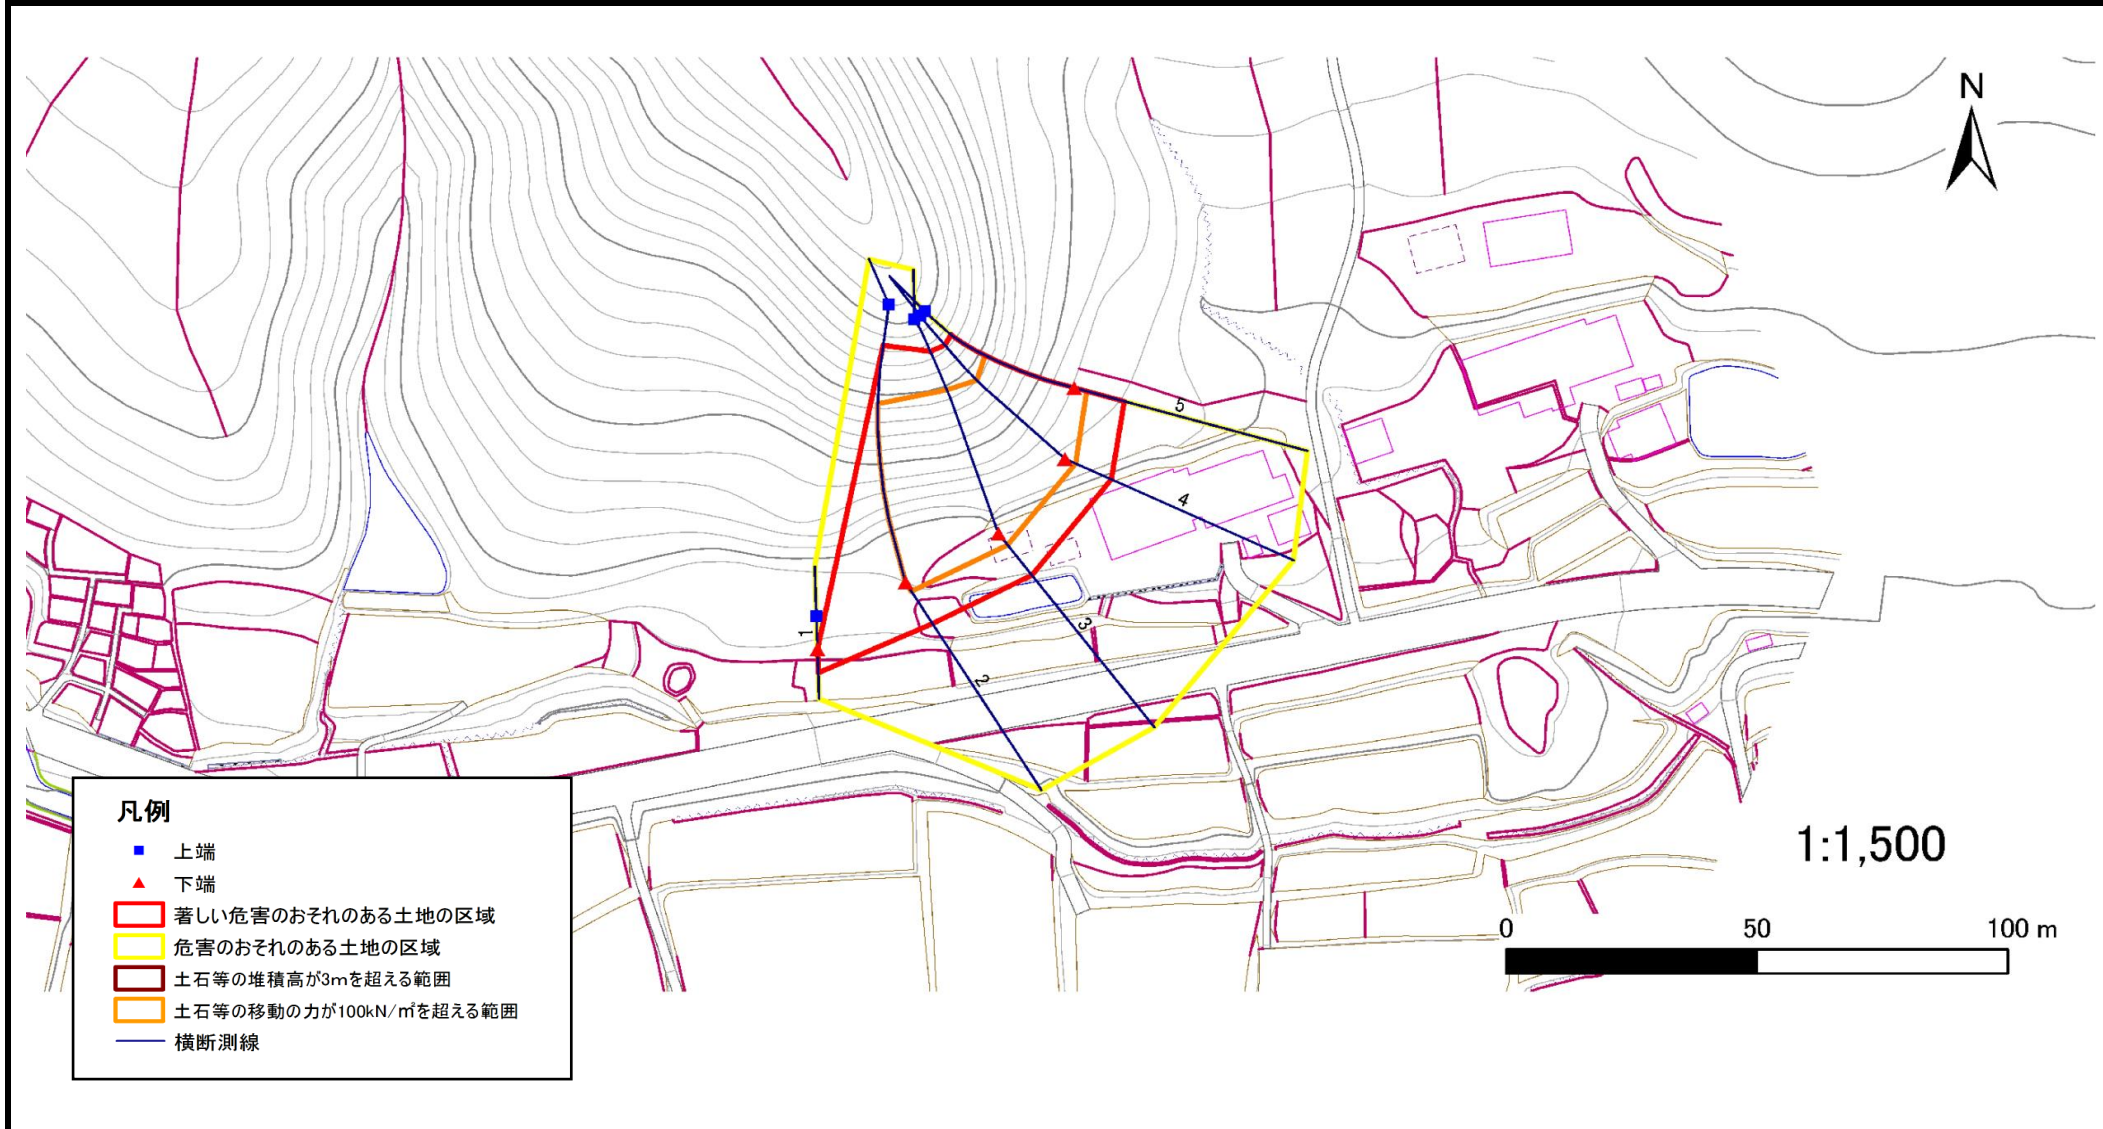 N
5
4
1
3
2
凡例
上端
下端
著しい危害のおそれのある土地の区域
危害のおそれのある土地の区域
土石等の堆積高が3mを超える範囲
土石等の移動の力が100kN/㎡を超える範囲
横断測線
1:1,500
0 50 100 m